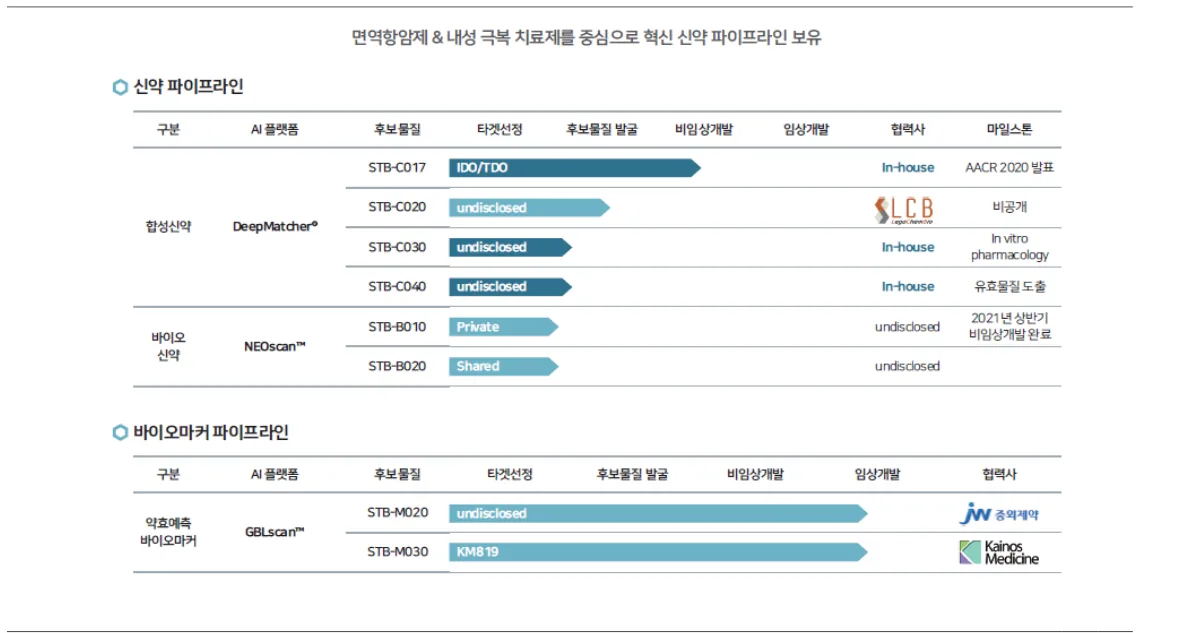 면역항암제 & 내성 극복 치료제를 중심으로 혁신 신약 파이프라인 보유
신약 파이프라인
구분 AI 플랫폼 후보물질 타겟선정 후보물질 발굴 비임상개발 임상개발 협력사 마일스톤
합성신약 DeepMatcher®
STB-C017 IDO/TDO In-house AACR 2020 발표
STB-C020 undisclosed SLCB LegoChemBio 비공개
STB-C030 undisclosed In-house In vitro
pharmacology
STB-C040 undisclosed In-house 유효물질 도출
바이오
신약
NEOscan™
STB-B010 Private undisclosed 2021년 상반기
비임상개발 완료
STB-B020 Shared undisclosed
바이오마커 파이프라인
구분 AI 플랫폼 후보물질 타겟선정 후보물질 발굴 비임상개발 임상개발 협력사
약효예측
바이오마커
GBLscan™
STB-M020 undisclosed jw 중외제약
STB-M030 KM819 Kainos
Medicine